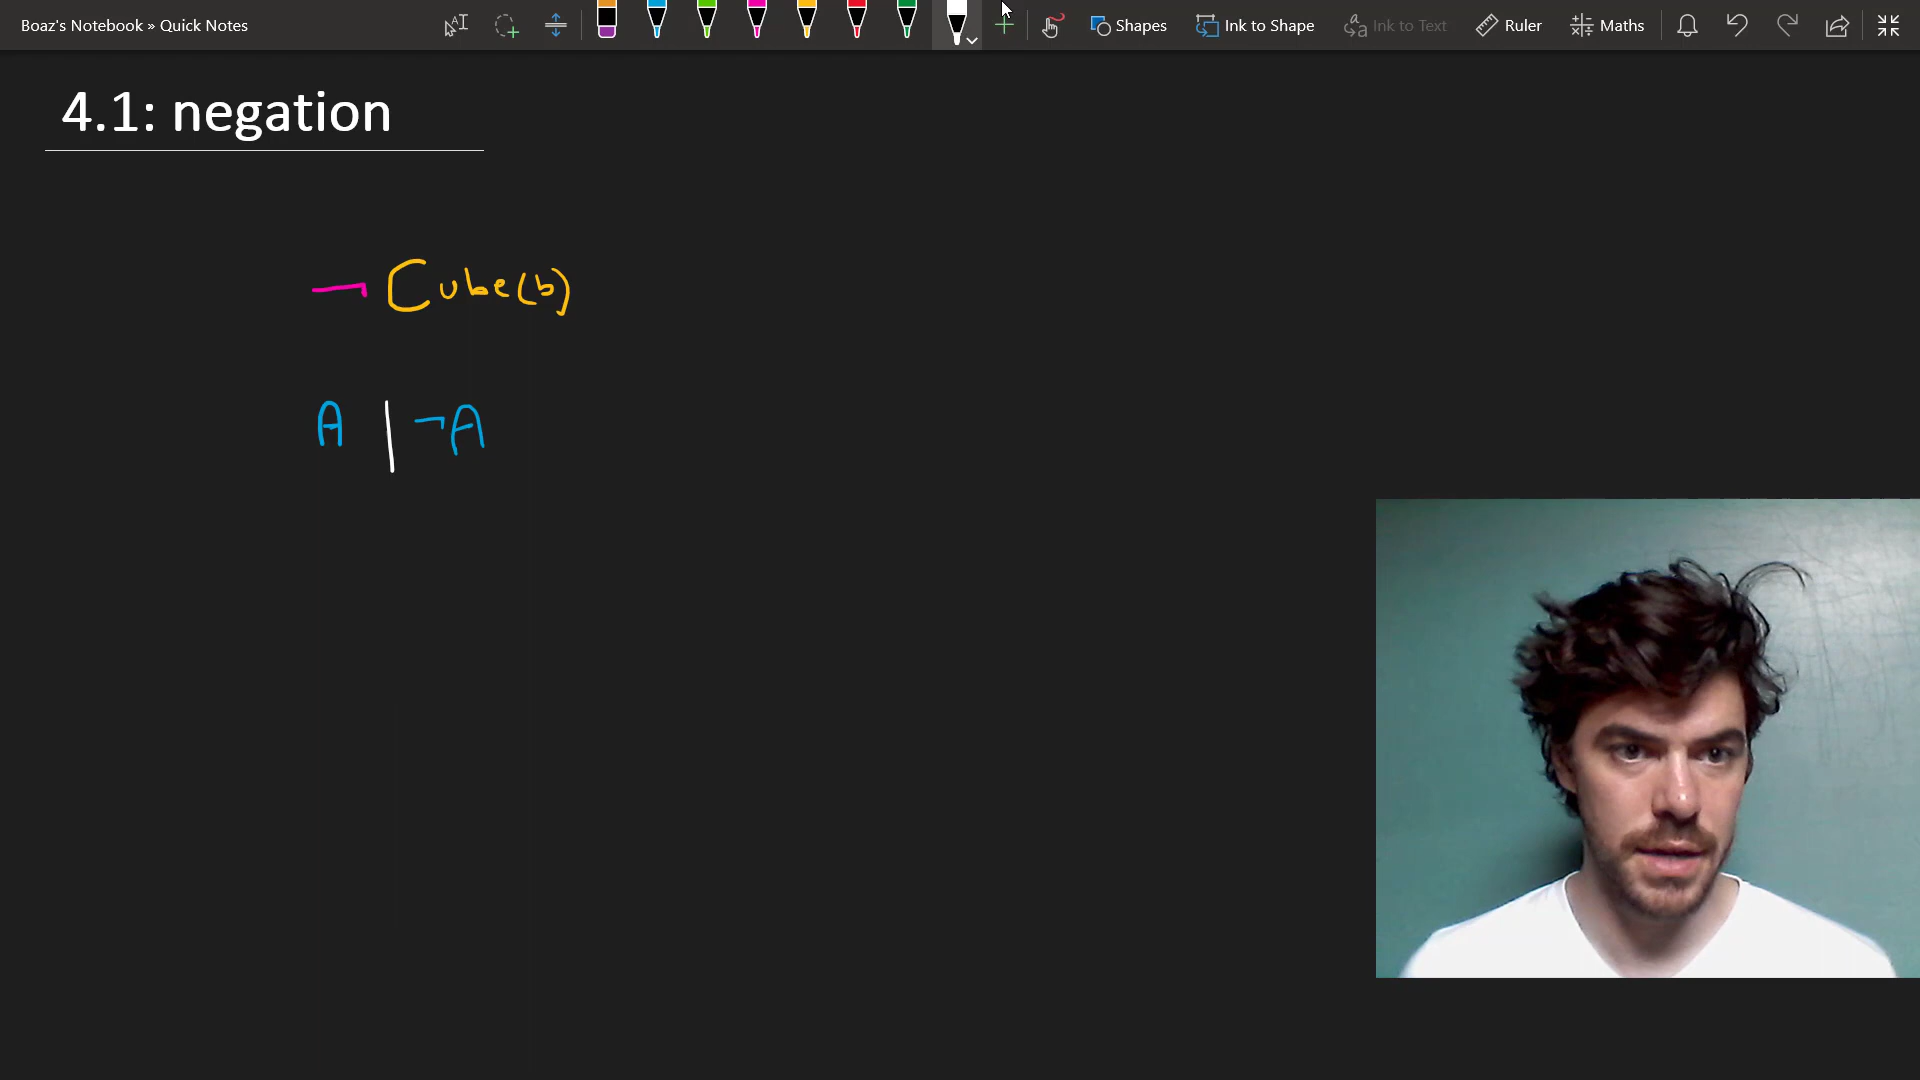 Boaz's Notebook » Quick Notes
Shapes
Ink to Shape
Ink to Text
Ruler
Maths
4.1: negation
¬ Cube(b)
A | ¬A